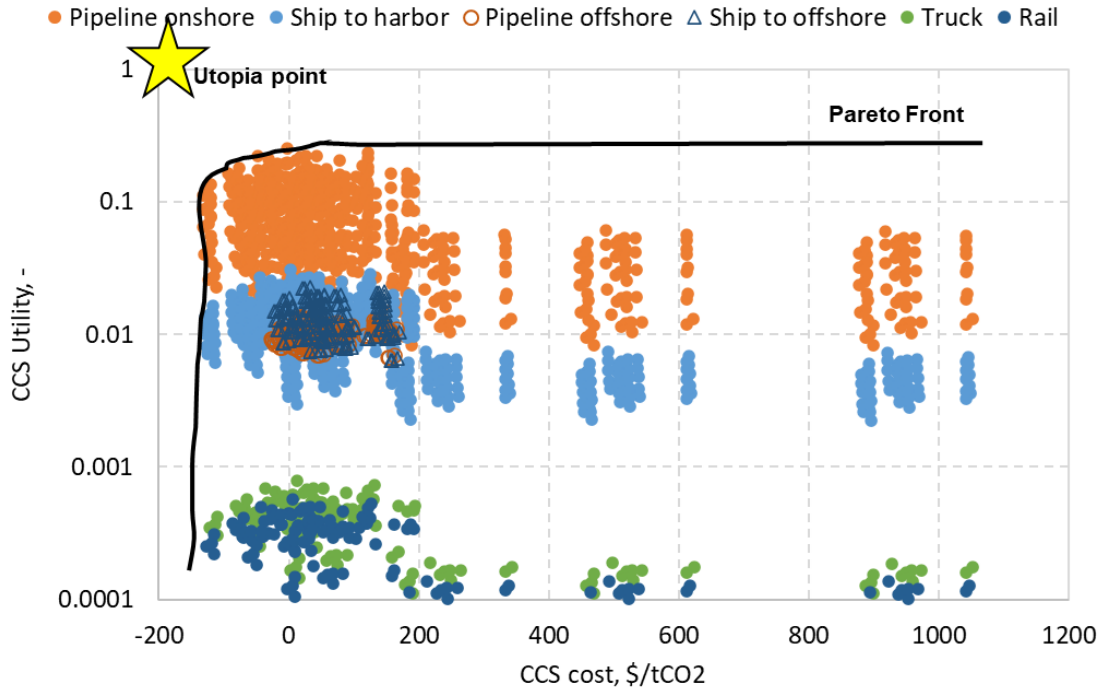 Pipeline onshore Ship to harbor Pipeline offshore Ship to offshore Truck Rail
1
Utopia point
Pareto Front
0.1
CCS Utility, -
0.01
0.001
0.0001
-200 0 200 400 600 800 1000 1200
CCS cost, $/tCO2